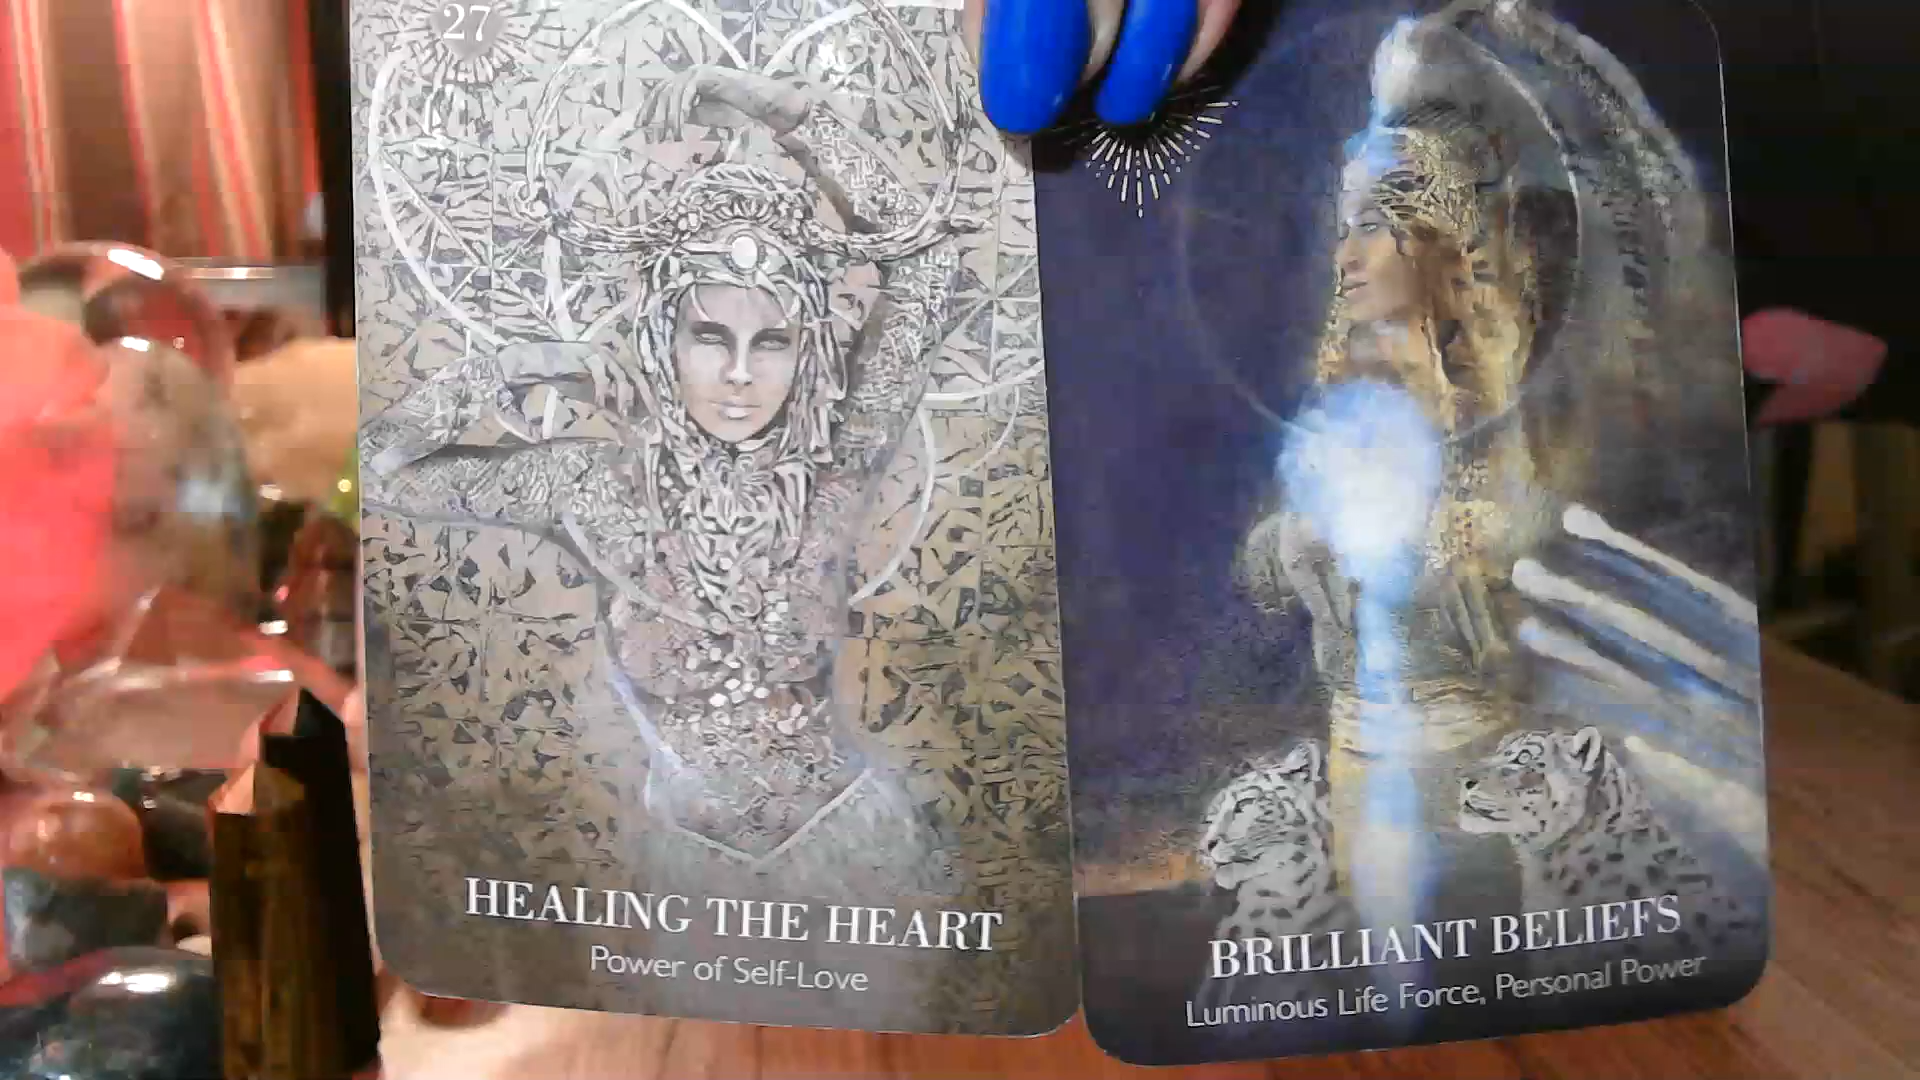 27
HEALING THE HEART
Power of Self-Love
BRILLIANT BELIEFS
Luminous Life Force, Personal Power